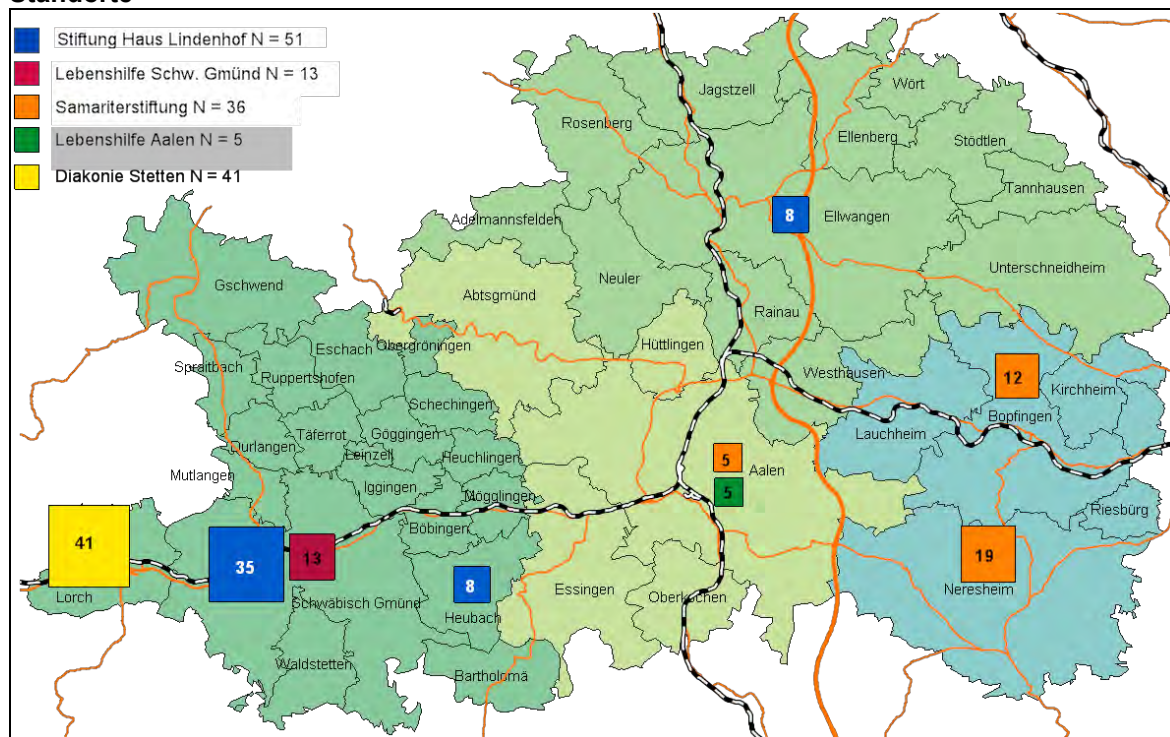 Standorte
Stiftung Haus Lindenhof N = 51
Lebenshilfe Schw. Gmünd N = 13
Samariterstiftung N = 36
Lebenshilfe Aalen N = 5
Diakonie Stetten N = 41
Jagstzell
Wört
Rosenberg
Ellenberg
Stödtlen
Tannhausen
Adelmannsfelden
8
Ellwangen
Unterschneidheim
Neuler
Gschwend
Abtsgmünd
Rainau
Obergröningen
Hüttlingen
Eschach
Spraitbach
Ruppertshofen
Westhausen
12
Kirchheim
Schechingen
Bopfingen
Täferrot
Göggingen
Lauchheim
Durlangen
Leinzell
Heuchlingen
5
Aalen
Mutlangen
Iggingen
Mögglingen
5
Riesbürg
Böbingen
41
35
13
19
8
Essingen
Neresheim
Lorch
Schwäbisch Gmünd
Oberkochen
Heubach
Waldstetten
Bartholomä